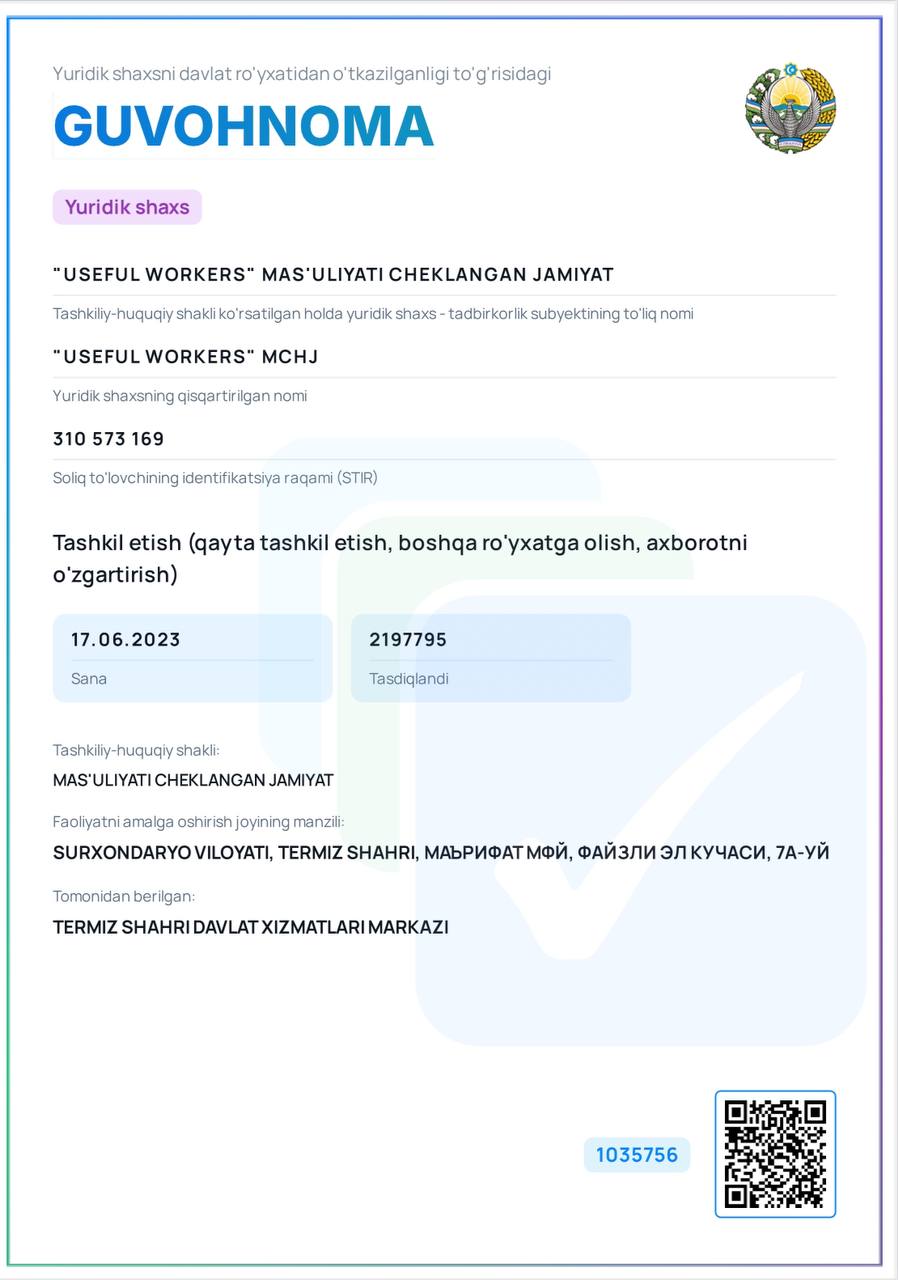 Yuridik shaxsni davlat ro'yxatidan o'tkazilganligi to'g'risidagi
GUVOHNOMA
Yuridik shaxs
"USEFUL WORKERS" MAS'ULIYATI CHEKLANGAN JAMIYAT
Tashkiliy-huquqiy shakli ko'rsatilgan holda yuridik shaxs - tadbirkorlik subyektining to'liq nomi
"USEFUL WORKERS" MCHJ
Yuridik shaxsning qisqartirilgan nomi
310 573 169
Soliq to'lovchining identifikatsiya raqami (STIR)
Tashkil etish (qayta tashkil etish, boshqa ro'yxatga olish, axborotni
o'zgartirish)
17.06.2023
Sana
2197795
Tasdiqlandi
Tashkiliy-huquqiy shakli:
MAS'ULIYATI CHEKLANGAN JAMIYAT
Faoliyatni amalga oshirish joyining manzili:
SURXONDARYO VILOYATI, TERMIZ SHAHRI, МАЪРИФАТ МФЙ, ФАЙЗЛИ ЭЛ КУЧАСИ, 7А-УЙ
Tomonidan berilgan:
TERMIZ SHAHRI DAVLAT XIZMATLARI MARKAZI
1035756